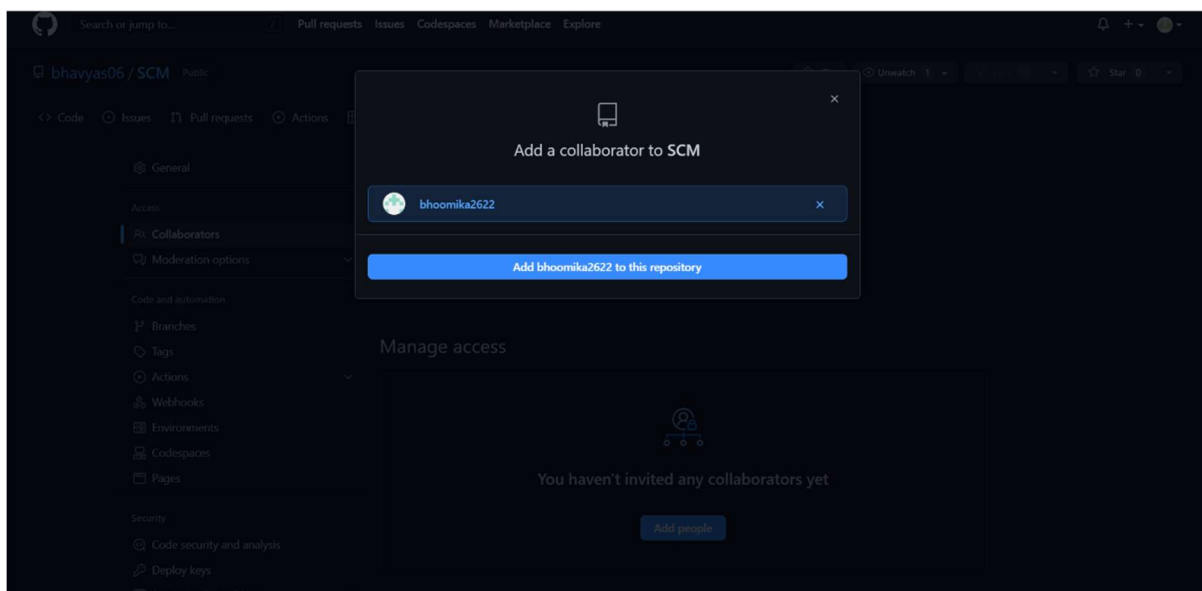 Search or jump to... / Pull requests Issues Codespaces Marketplace Explore
bhavyas06 / SCM Public
Unwatch 1 Star 0
<> Code Issues Pull requests Actions
Add a collaborator to SCM
bhoomika2622
Add bhoomika2622 to this repository
General
Access
Collaborators
Moderation options
Code and automation
Branches
Tags
Actions
Webhooks
Environments
Codespaces
Pages
Security
Code security and analysis
Deploy keys
Manage access
You haven't invited any collaborators yet
Add people